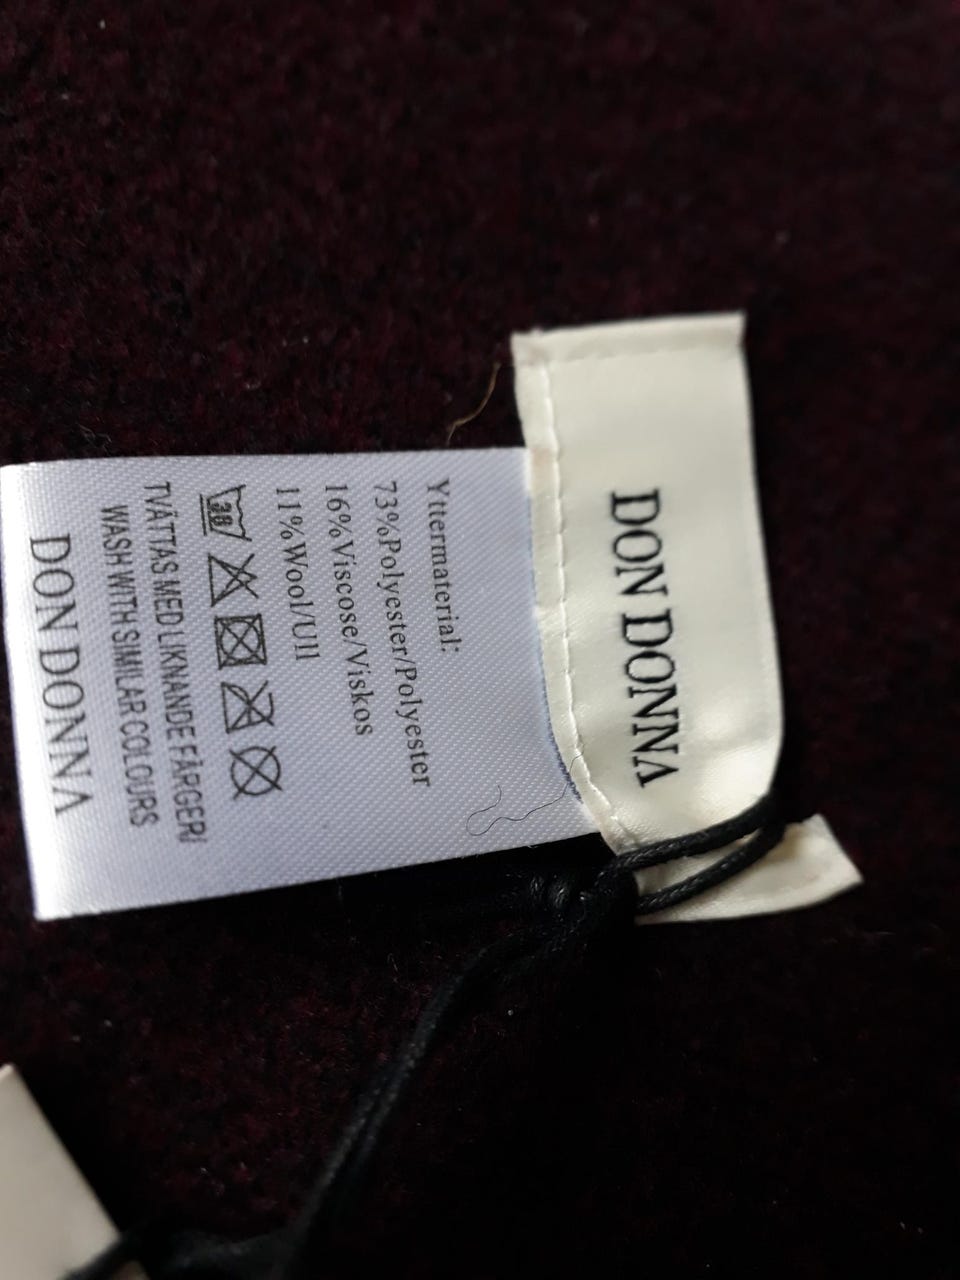 DON DONNA
Yttermaterial:
73%Polyester/Polyester
16%Viscose/Viskos
11%Wool/Ull
30
TVÄTTAS MED LIKNANDE FÄRGER!
WASH WITH SIMILAR COLOURS
DON DONNA